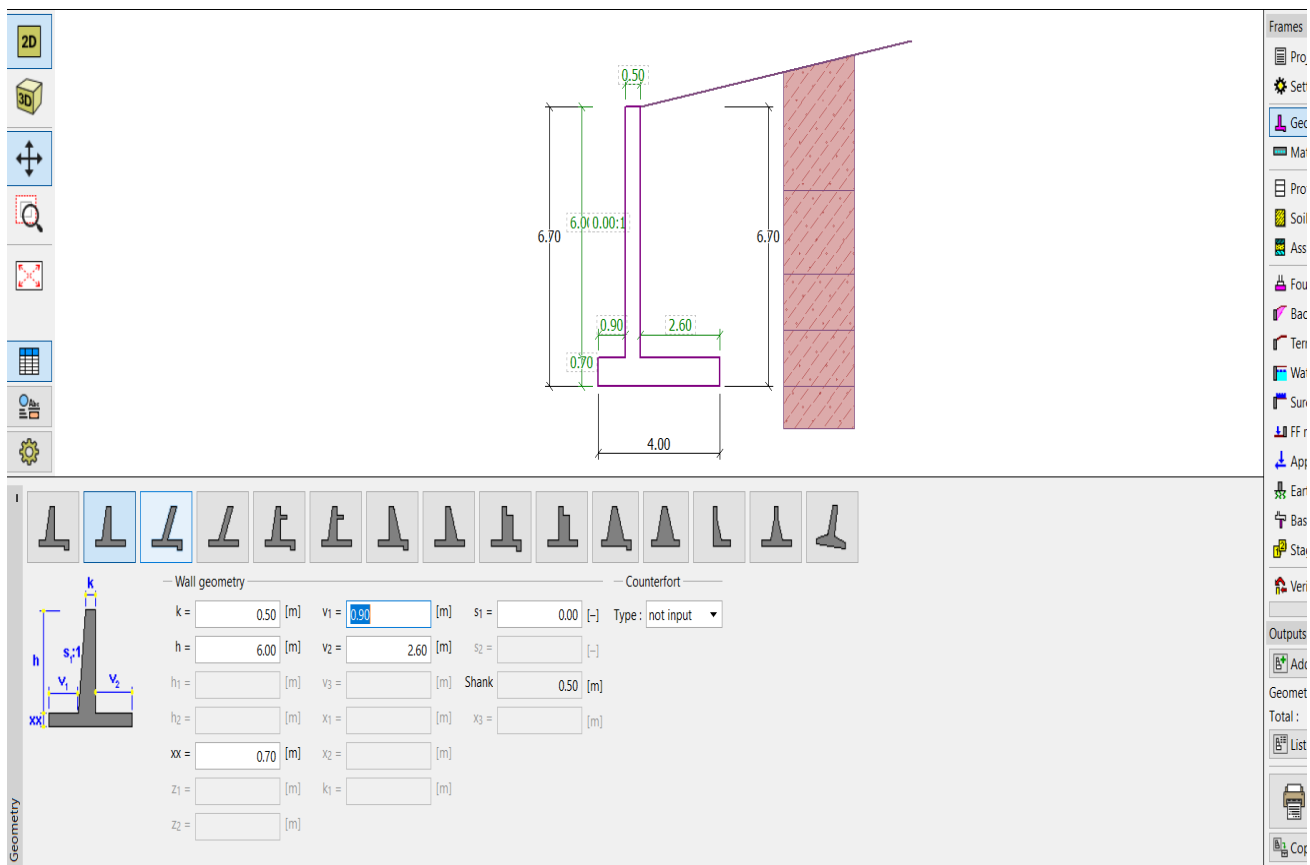 2D
3D
0.50
6.70
6.00
0.00:1
6.70
0.90
2.60
0.70
4.00
Geometry
k
h
s1:1
v1
v2
xx
Wall geometry
k = 0.50 [m] v1 = 0.90 [m] s1 = 0.00 [–]
h = 6.00 [m] v2 = 2.60 [m] s2 = [–]
h1 = [m] v3 = [m] Shank 0.50 [m]
h2 = [m] x1 = [m] x3 = [m]
xx = 0.70 [m] x2 = [m]
z1 = [m] k1 = [m]
z2 = [m]
Counterfort
Type : not input
Frames
Proj
Sett
Geo
Mat
Prof
Soil
Ass
Fou
Bac
Terr
Wat
Surc
FF r
App
Eart
Bas
Stag
Veri
Outputs
Add
Geomet
Total :
List
Cop